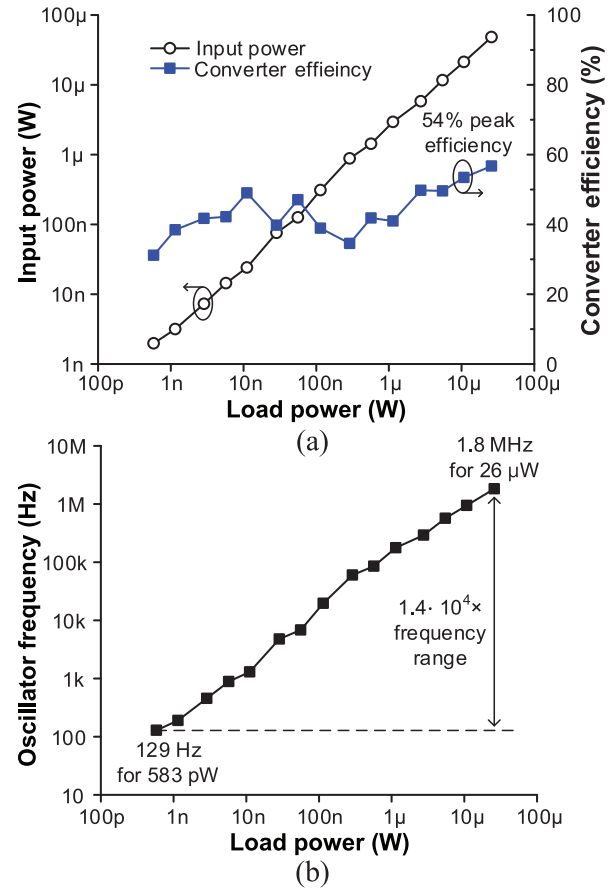 Input power
Converter effieincy
54% peak
efficiency
Input power (W)
100µ
10µ
1µ
100n
10n
1n
Converter efficiency (%)
100
80
60
40
20
0
100p 1n 10n 100n 1µ 10µ 100µ
Load power (W)
(a)
Oscillator frequency (Hz)
10M
1M
100k
10k
1k
100
10
1.8 MHz
for 26 µW
1.4· 10⁴×
frequency
range
129 Hz
for 583 pW
100p 1n 10n 100n 1µ 10µ 100µ
Load power (W)
(b)